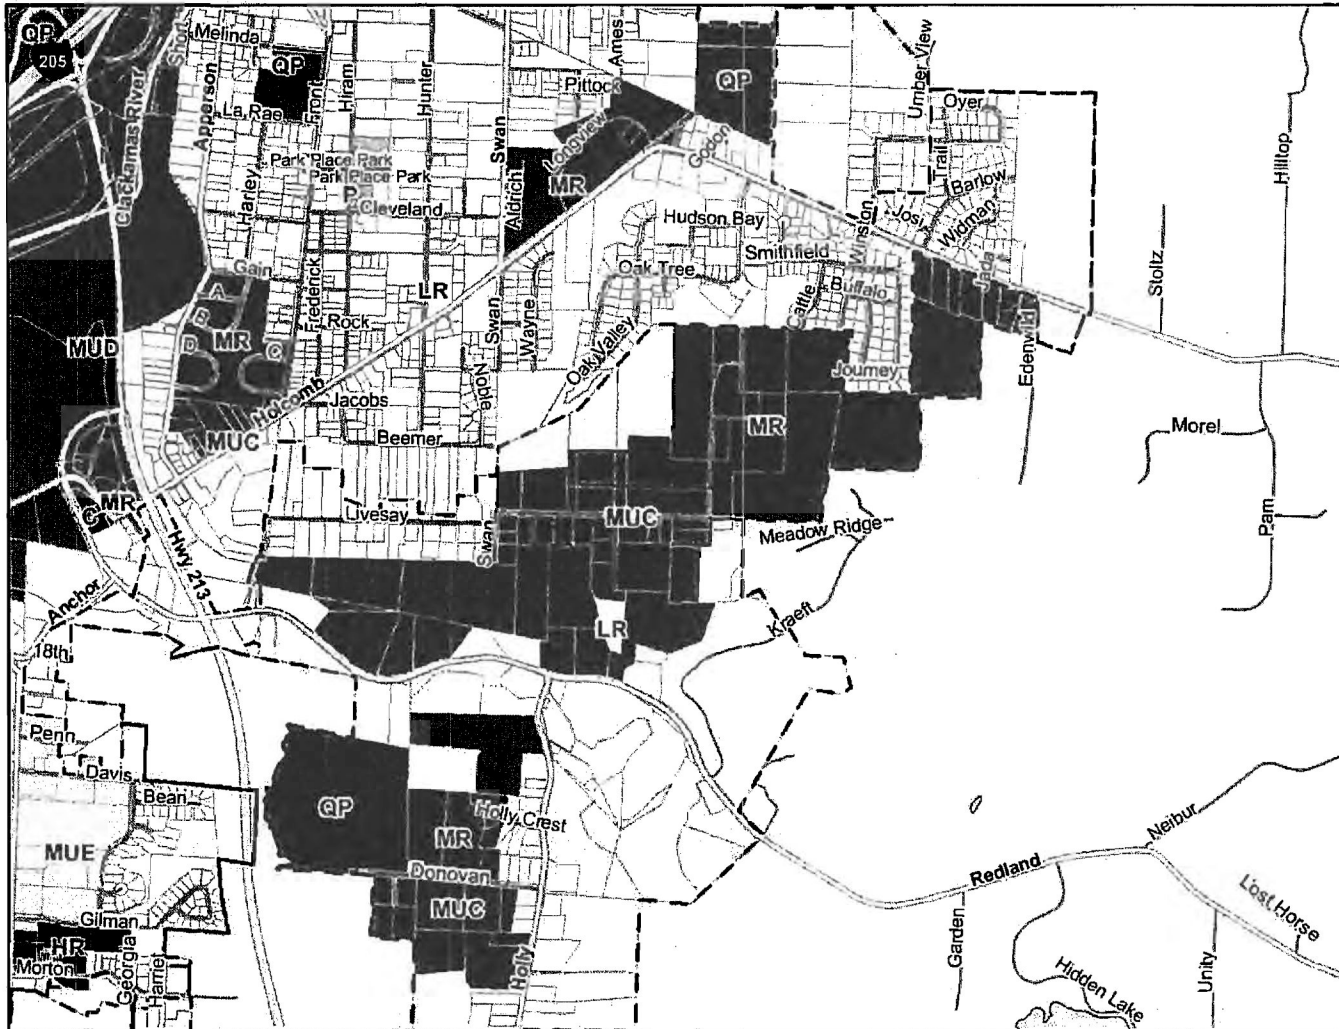 QP
205
Melinda
QP
Short
Apperson
La Rae
Front
Hiram
Hunter
Swan
Ames
Pittock
QP
Umber View
Oyer
Clackamas River
Harley
Park Place Park
Park Place Park
P
Cleveland
Aldrich
Longview
MR
Godon
Trail
Barlow
Josi
Widman
Winston
Hilltop
Hudson Bay
Smithfield
Oak Tree
Cattle
Buffalo
Jada
Stoltz
Gain
A
B
D
MR
Q
Frederick
Rock
LR
Swan
Wayne
Oak Valley
Journey
Edenwild
MUD
Holcomb
Jacobs
Noble
Beemer
MUC
MR
Morel
Pam
C
MR
Livesay
Swan
MUC
Meadow Ridge
Hwy 213
Anchor
18th
LR
Kraeft
Penn
Davis
Bean
QP
MR
Holly Crest
Donovan
MUC
Holly
MUE
Gilman
HR
Morton
Georgia
Harriet
Neibur
Redland
Lost Horse
Garden
Unity
Hidden Lake